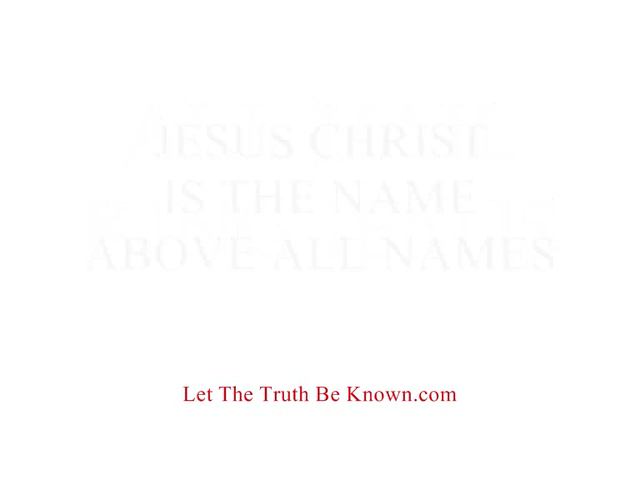 JESUS CHRIST
IS THE NAME
ABOVE ALL NAMES
Let The Truth Be Known.com